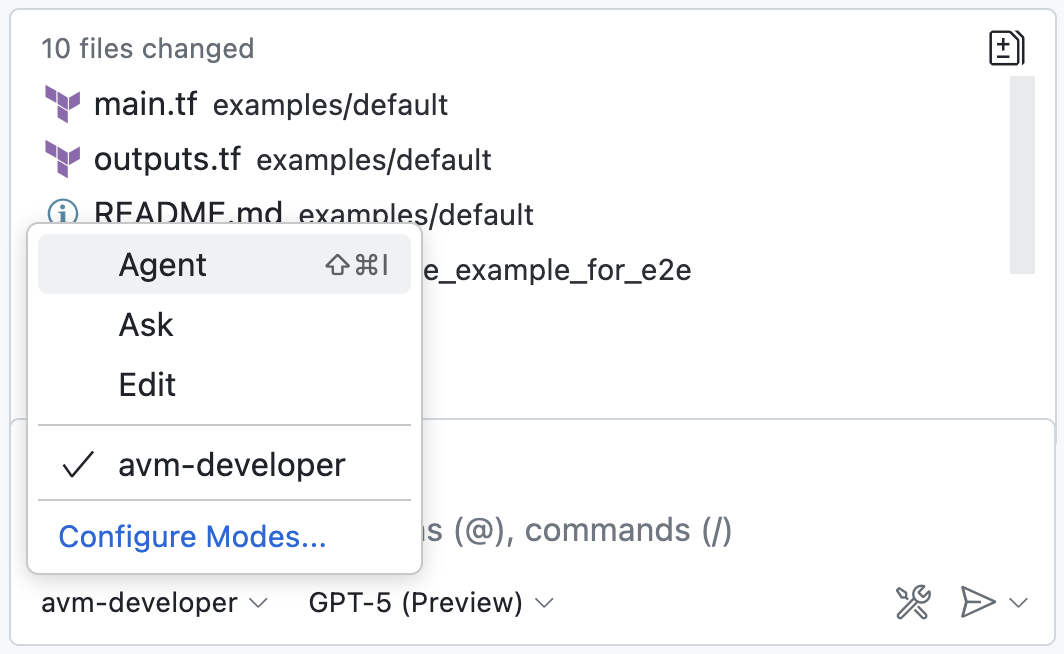 10 files changed
main.tf examples/default
outputs.tf examples/default
README.md examples/default
e_example_for_e2e
Agent ⇧⌘I
Ask
Edit
✓ avm-developer
Configure Modes...
(@), commands (/)
avm-developer GPT-5 (Preview)